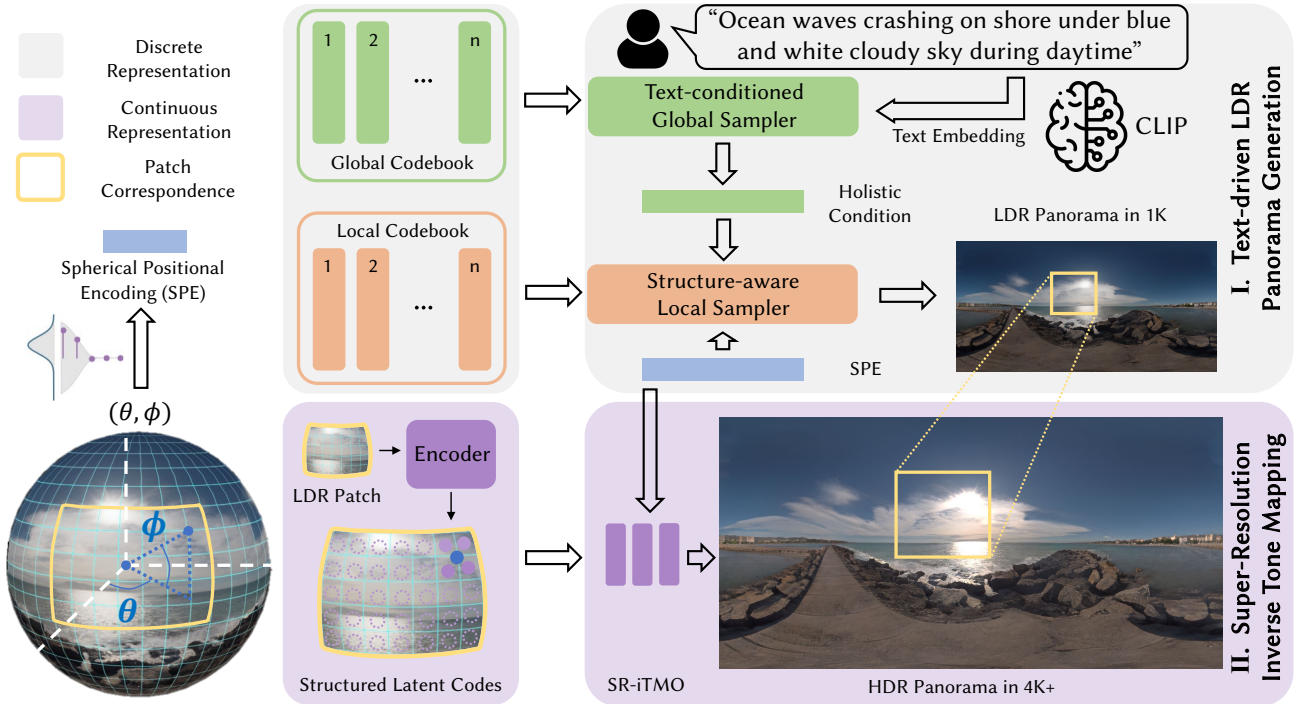 Discrete
Representation
Continuous
Representation
Patch
Correspondence
Spherical Positional
Encoding (SPE)
(θ, ϕ)
ϕ
θ
1 2 ... n
Global Codebook
Local Codebook
1 2 ... n
LDR Patch
Encoder
Structured Latent Codes
“Ocean waves crashing on shore under blue
and white cloudy sky during daytime”
Text-conditioned
Global Sampler
Text Embedding
CLIP
Holistic
Condition
LDR Panorama in 1K
Structure-aware
Local Sampler
SPE
I. Text-driven LDR
Panorama Generation
SR-iTMO
HDR Panorama in 4K+
II. Super-Resolution
Inverse Tone Mapping